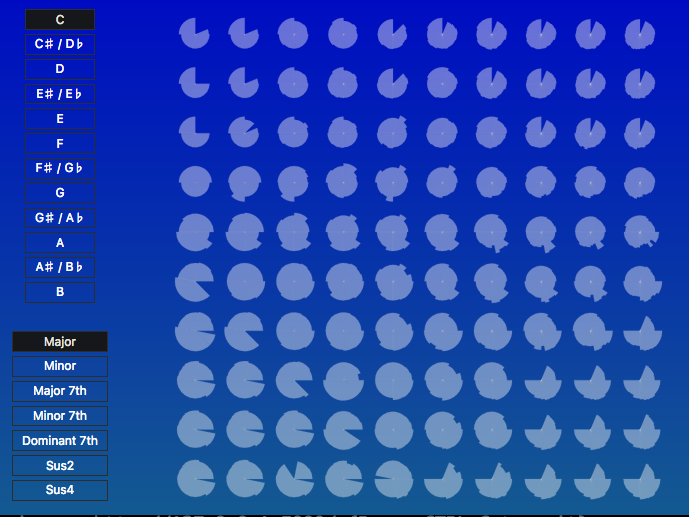 C
C♯ / D♭
D
E♯ / E♭
E
F
F♯ / G♭
G
G♯ / A♭
A
A♯ / B♭
B
Major
Minor
Major 7th
Minor 7th
Dominant 7th
Sus2
Sus4